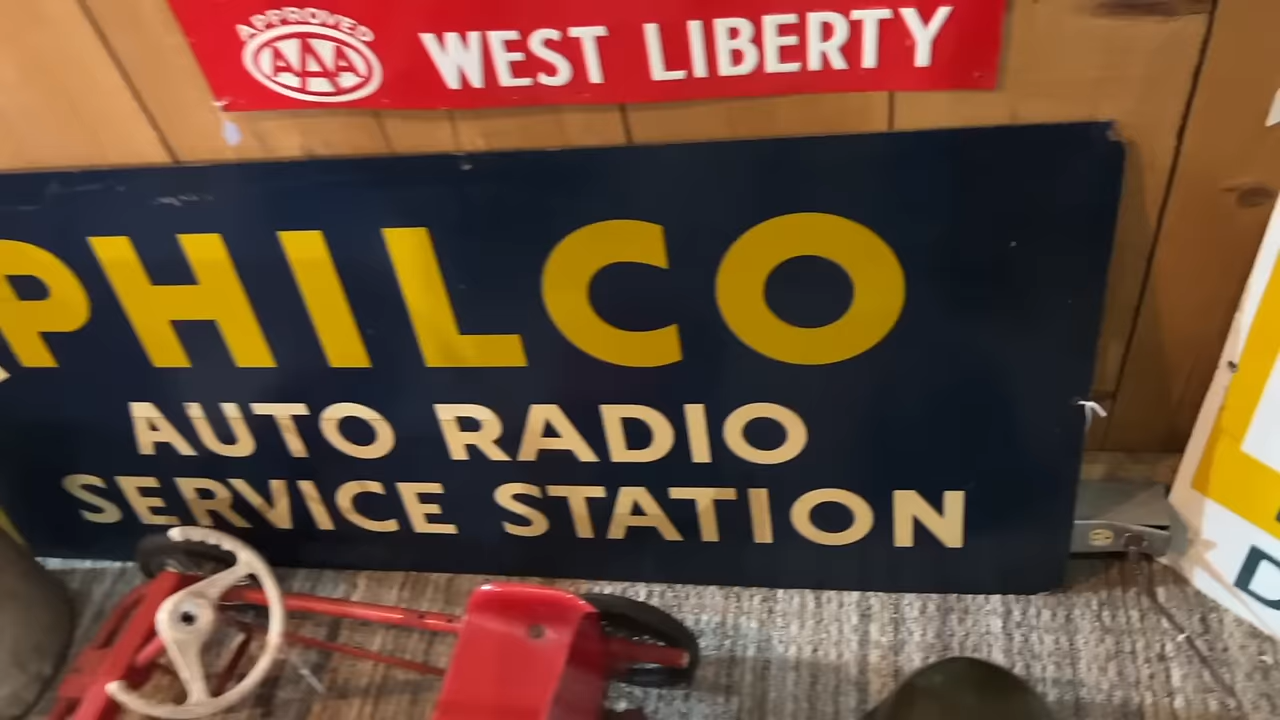 APPROVED
AAA
WEST LIBERTY
PHILCO
AUTO RADIO
SERVICE STATION
D